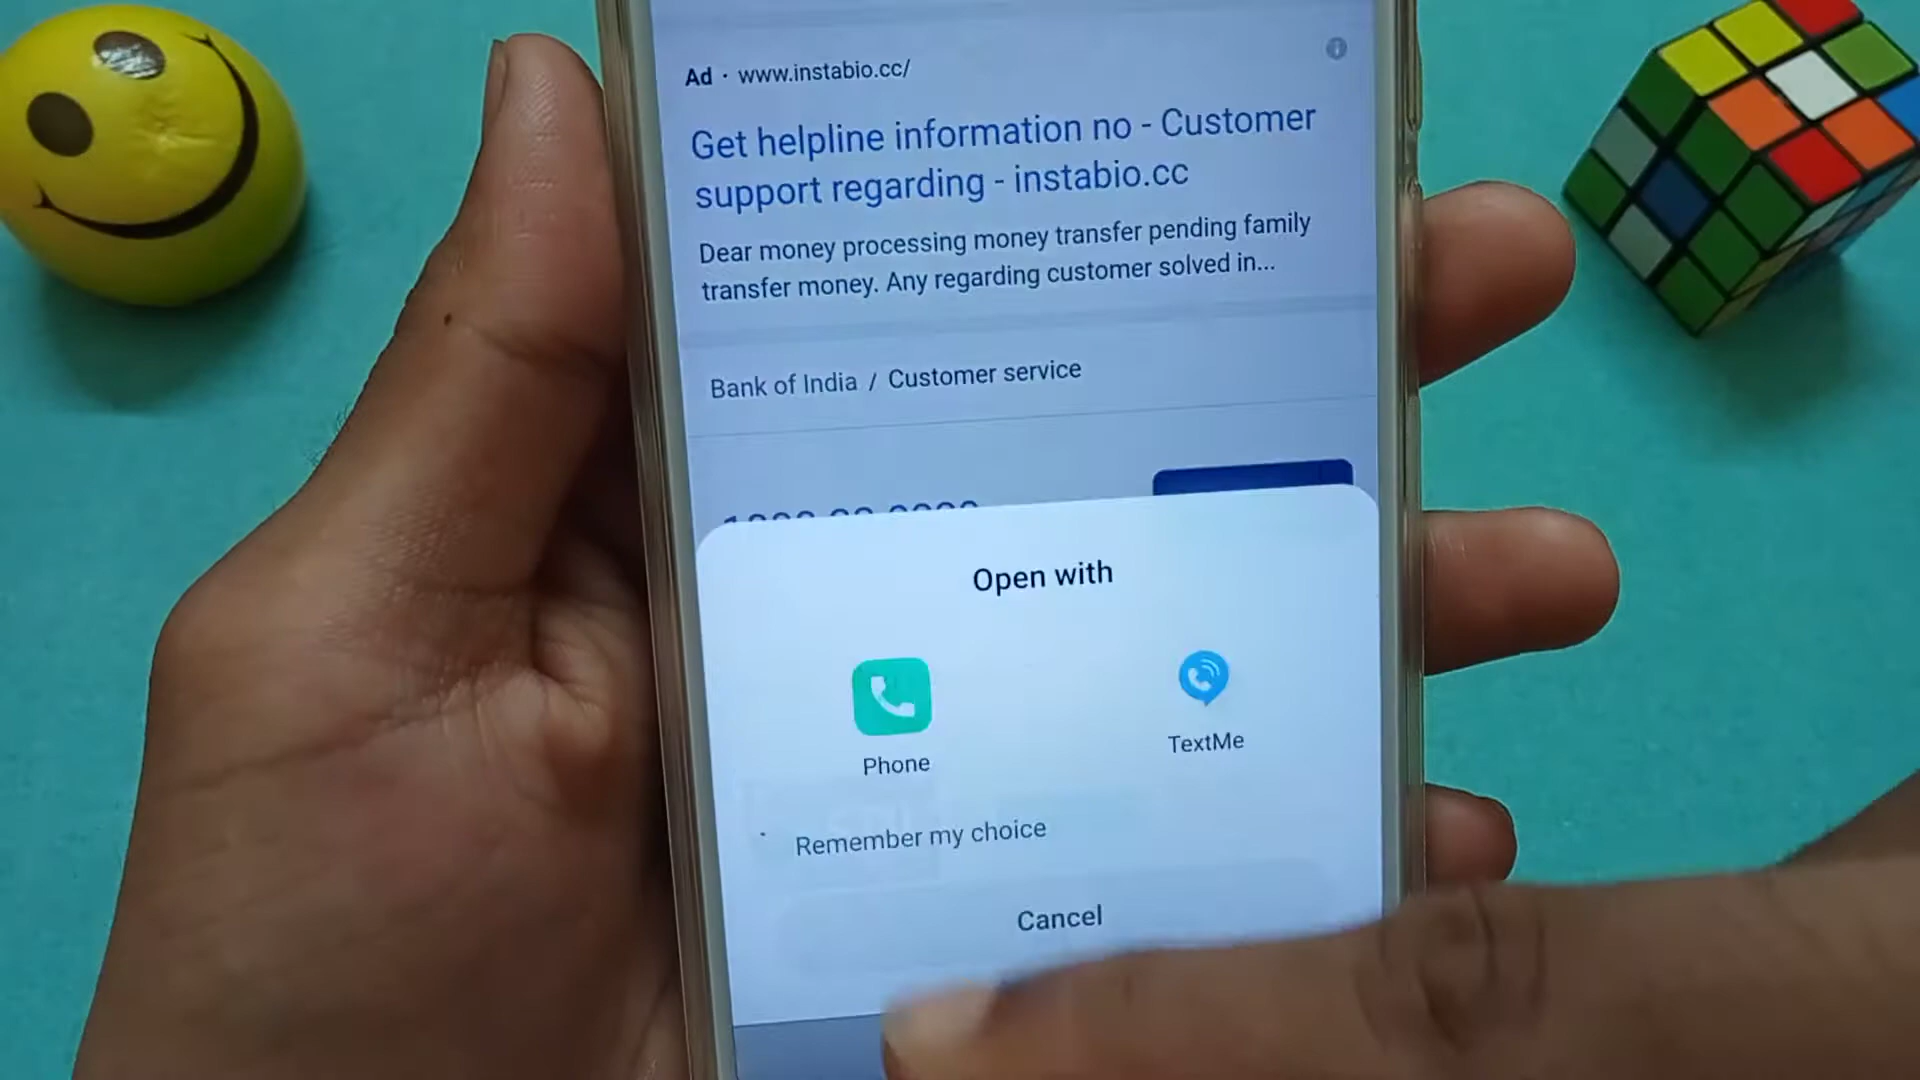 Ad · www.instabio.cc/
Get helpline information no - Customer
support regarding - instabio.cc
Dear money processing money transfer pending family
transfer money. Any regarding customer solved in...
Bank of India / Customer service
Open with
Phone
TextMe
Remember my choice
Cancel